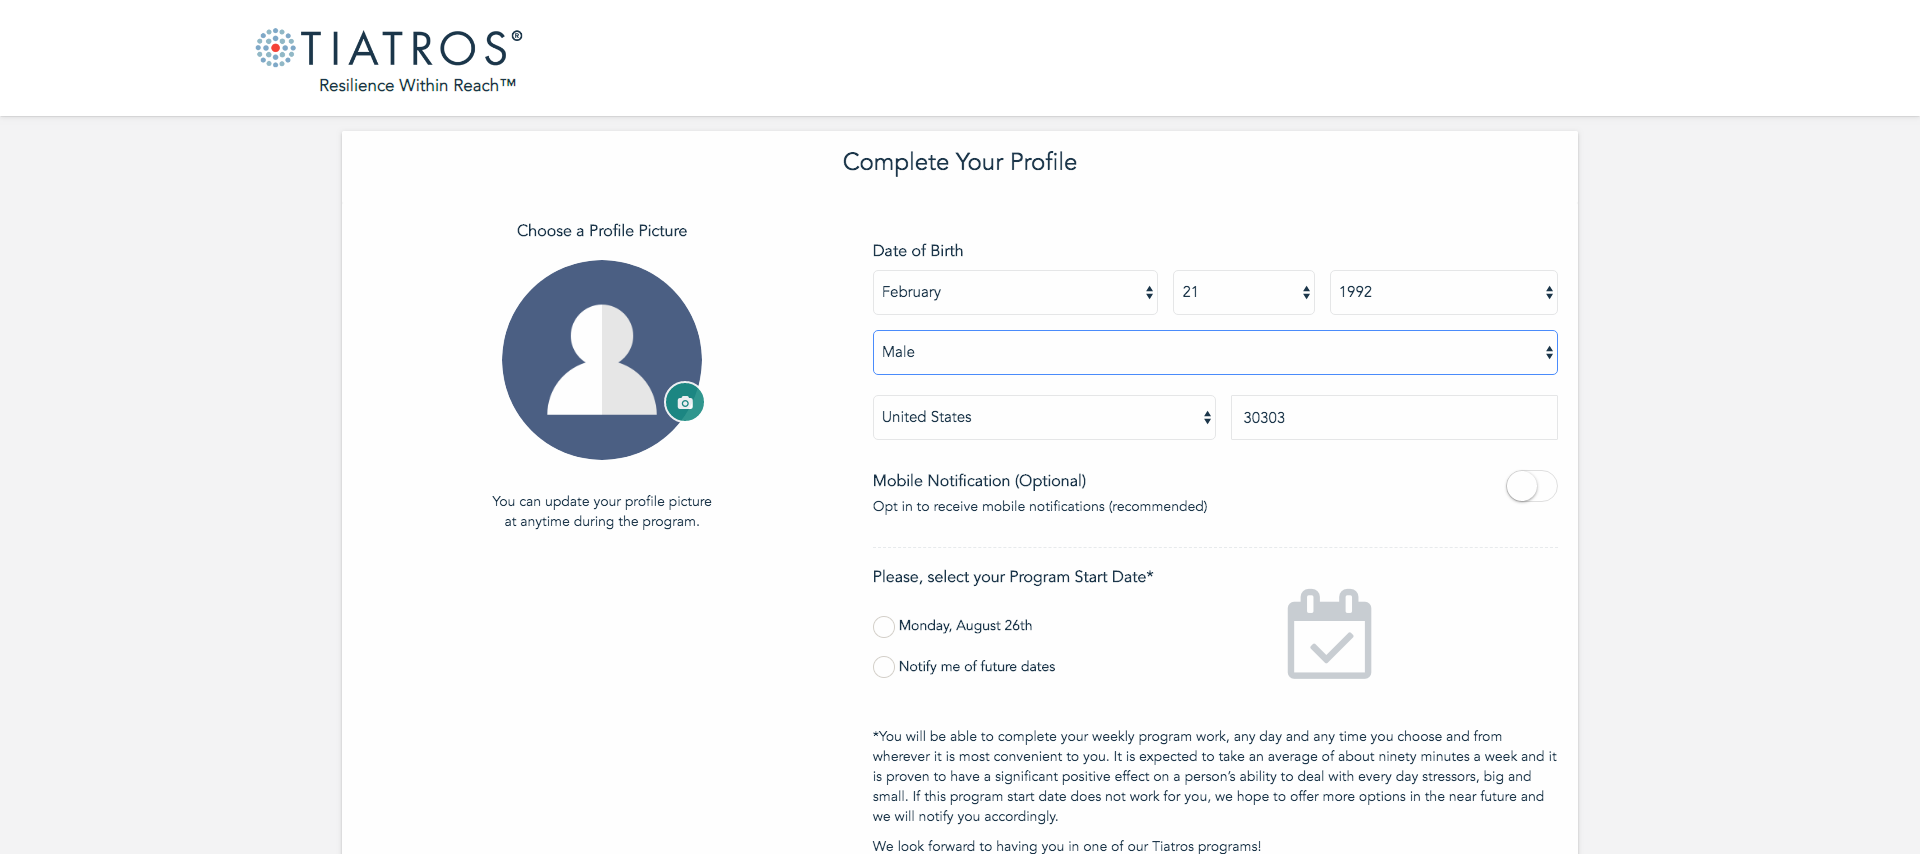 TIATROS®
Resilience Within Reach™
Complete Your Profile
Choose a Profile Picture
You can update your profile picture
at anytime during the program.
Date of Birth
February 21 1992
Male
United States 30303
Mobile Notification (Optional)
Opt in to receive mobile notifications (recommended)
Please, select your Program Start Date*
Monday, August 26th
Notify me of future dates
*You will be able to complete your weekly program work, any day and any time you choose and from
wherever it is most convenient to you. It is expected to take an average of about ninety minutes a week and it
is proven to have a significant positive effect on a person's ability to deal with every day stressors, big and
small. If this program start date does not work for you, we hope to offer more options in the near future and
we will notify you accordingly.
We look forward to having you in one of our Tiatros programs!